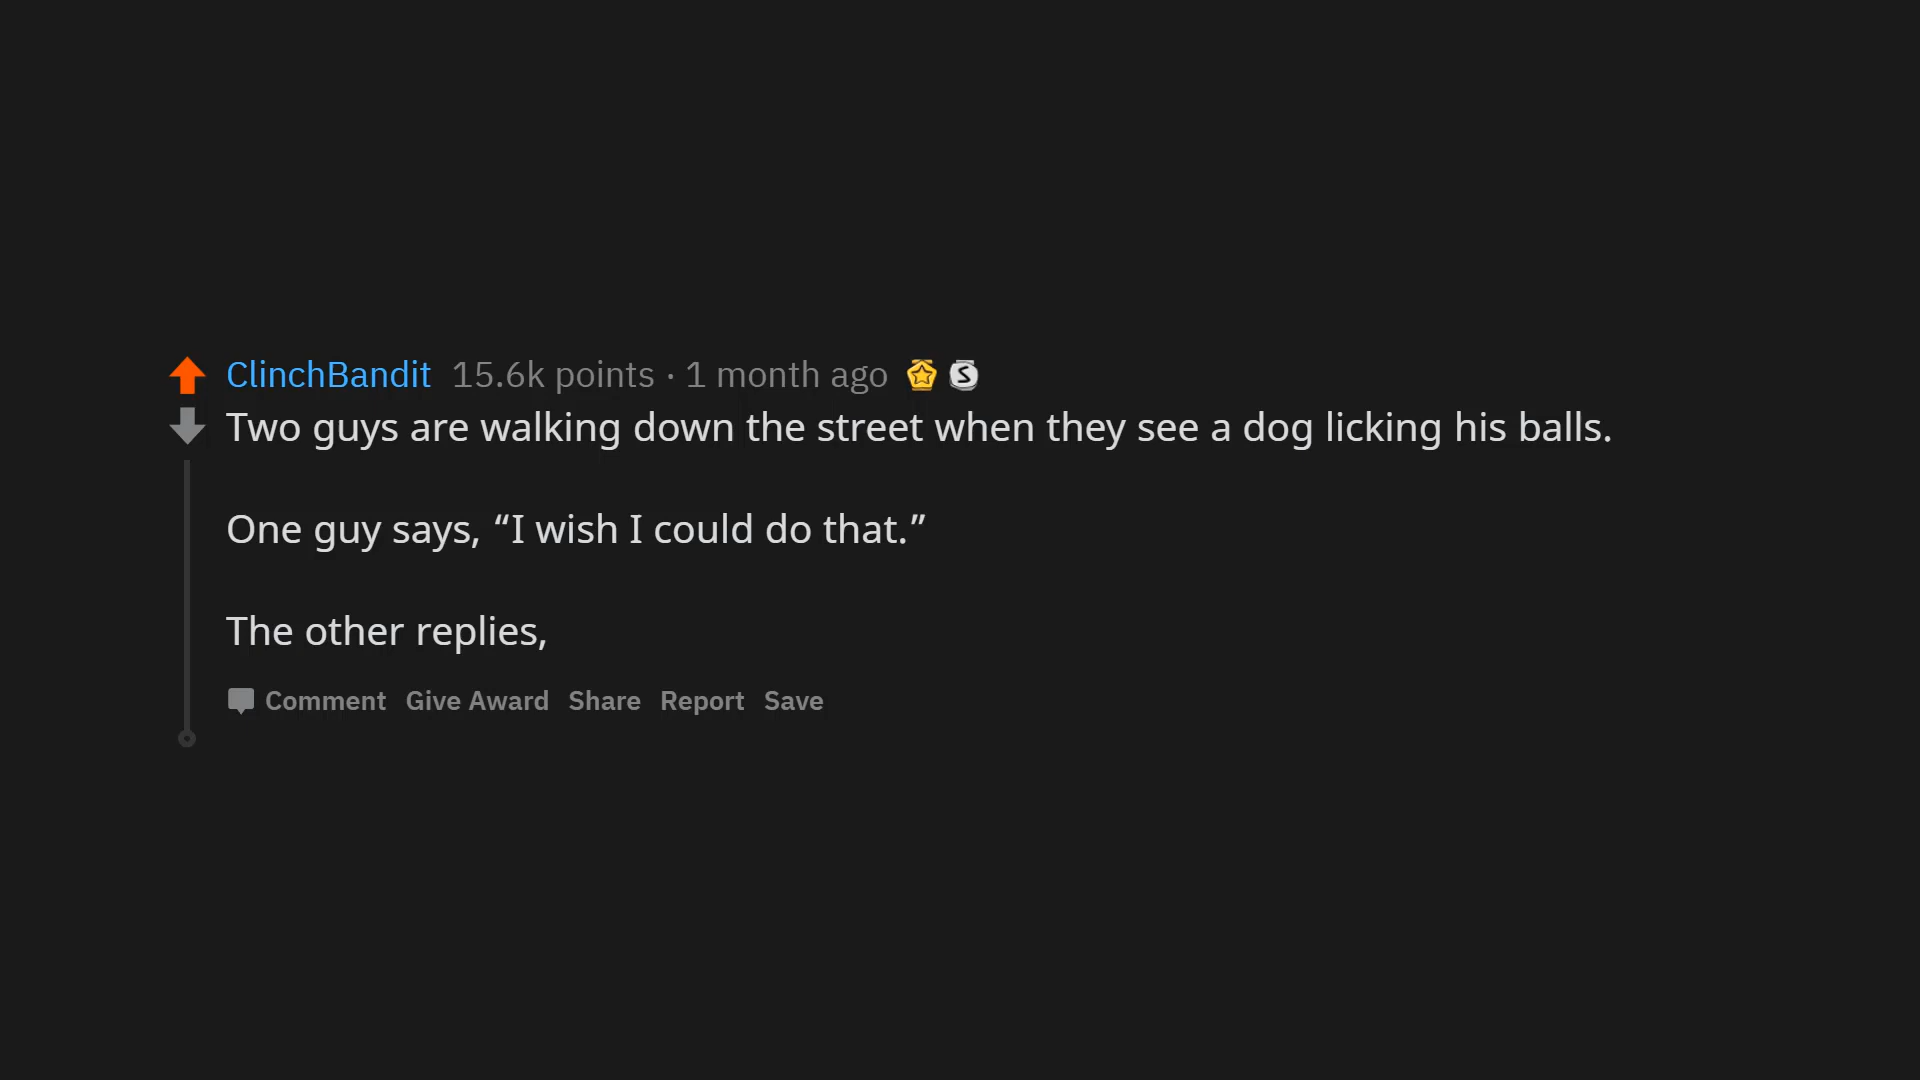 ClinchBandit 15.6k points · 1 month ago S
Two guys are walking down the street when they see a dog licking his balls.
One guy says, “I wish I could do that.”
The other replies,
Comment Give Award Share Report Save